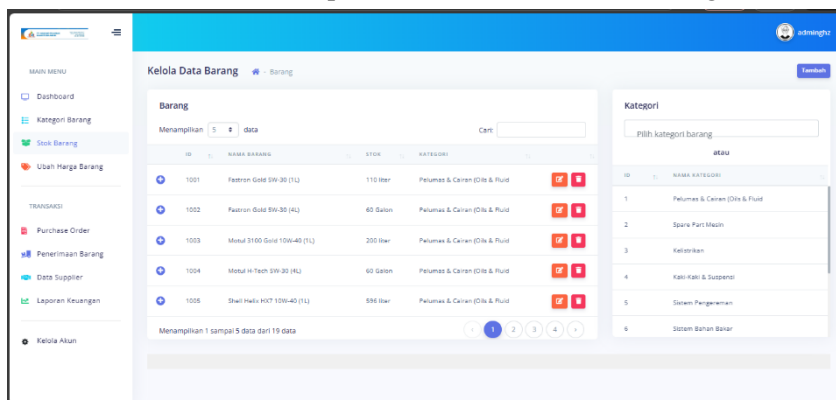 adminghz
MAIN MENU
Dashboard
Kategori Barang
Stok Barang
Ubah Harga Barang
TRANSAKSI
Purchase Order
Penerimaan Barang
Data Supplier
Laporan Keuangan
Kelola Akun
Kelola Data Barang - Barang
Tambah
Barang
Menampilkan 5 data
Cari:
ID NAMA BARANG STOK KATEGORI
1001 Fastron Gold 5W-30 (1L) 110 liter Pelumas & Cairan (Oils & Fluid
1002 Fastron Gold 5W-30 (4L) 60 Galon Pelumas & Cairan (Oils & Fluid
1003 Motul 3100 Gold 10W-40 (1L) 200 liter Pelumas & Cairan (Oils & Fluid
1004 Motul H-Tech 5W-30 (4L) 60 Galon Pelumas & Cairan (Oils & Fluid
1005 Shell Helix HX7 10W-40 (1L) 596 liter Pelumas & Cairan (Oils & Fluid
Menampilkan 1 sampai 5 data dari 19 data
1 2 3 4
Kategori
Pilih kategori barang
atau
ID NAMA KATEGORI
1 Pelumas & Cairan (Oils & Fluid
2 Spare Part Mesin
3 Kelistrikan
4 Kaki-Kaki & Suspensi
5 Sistem Pengereman
6 Sistem Bahan Bakar